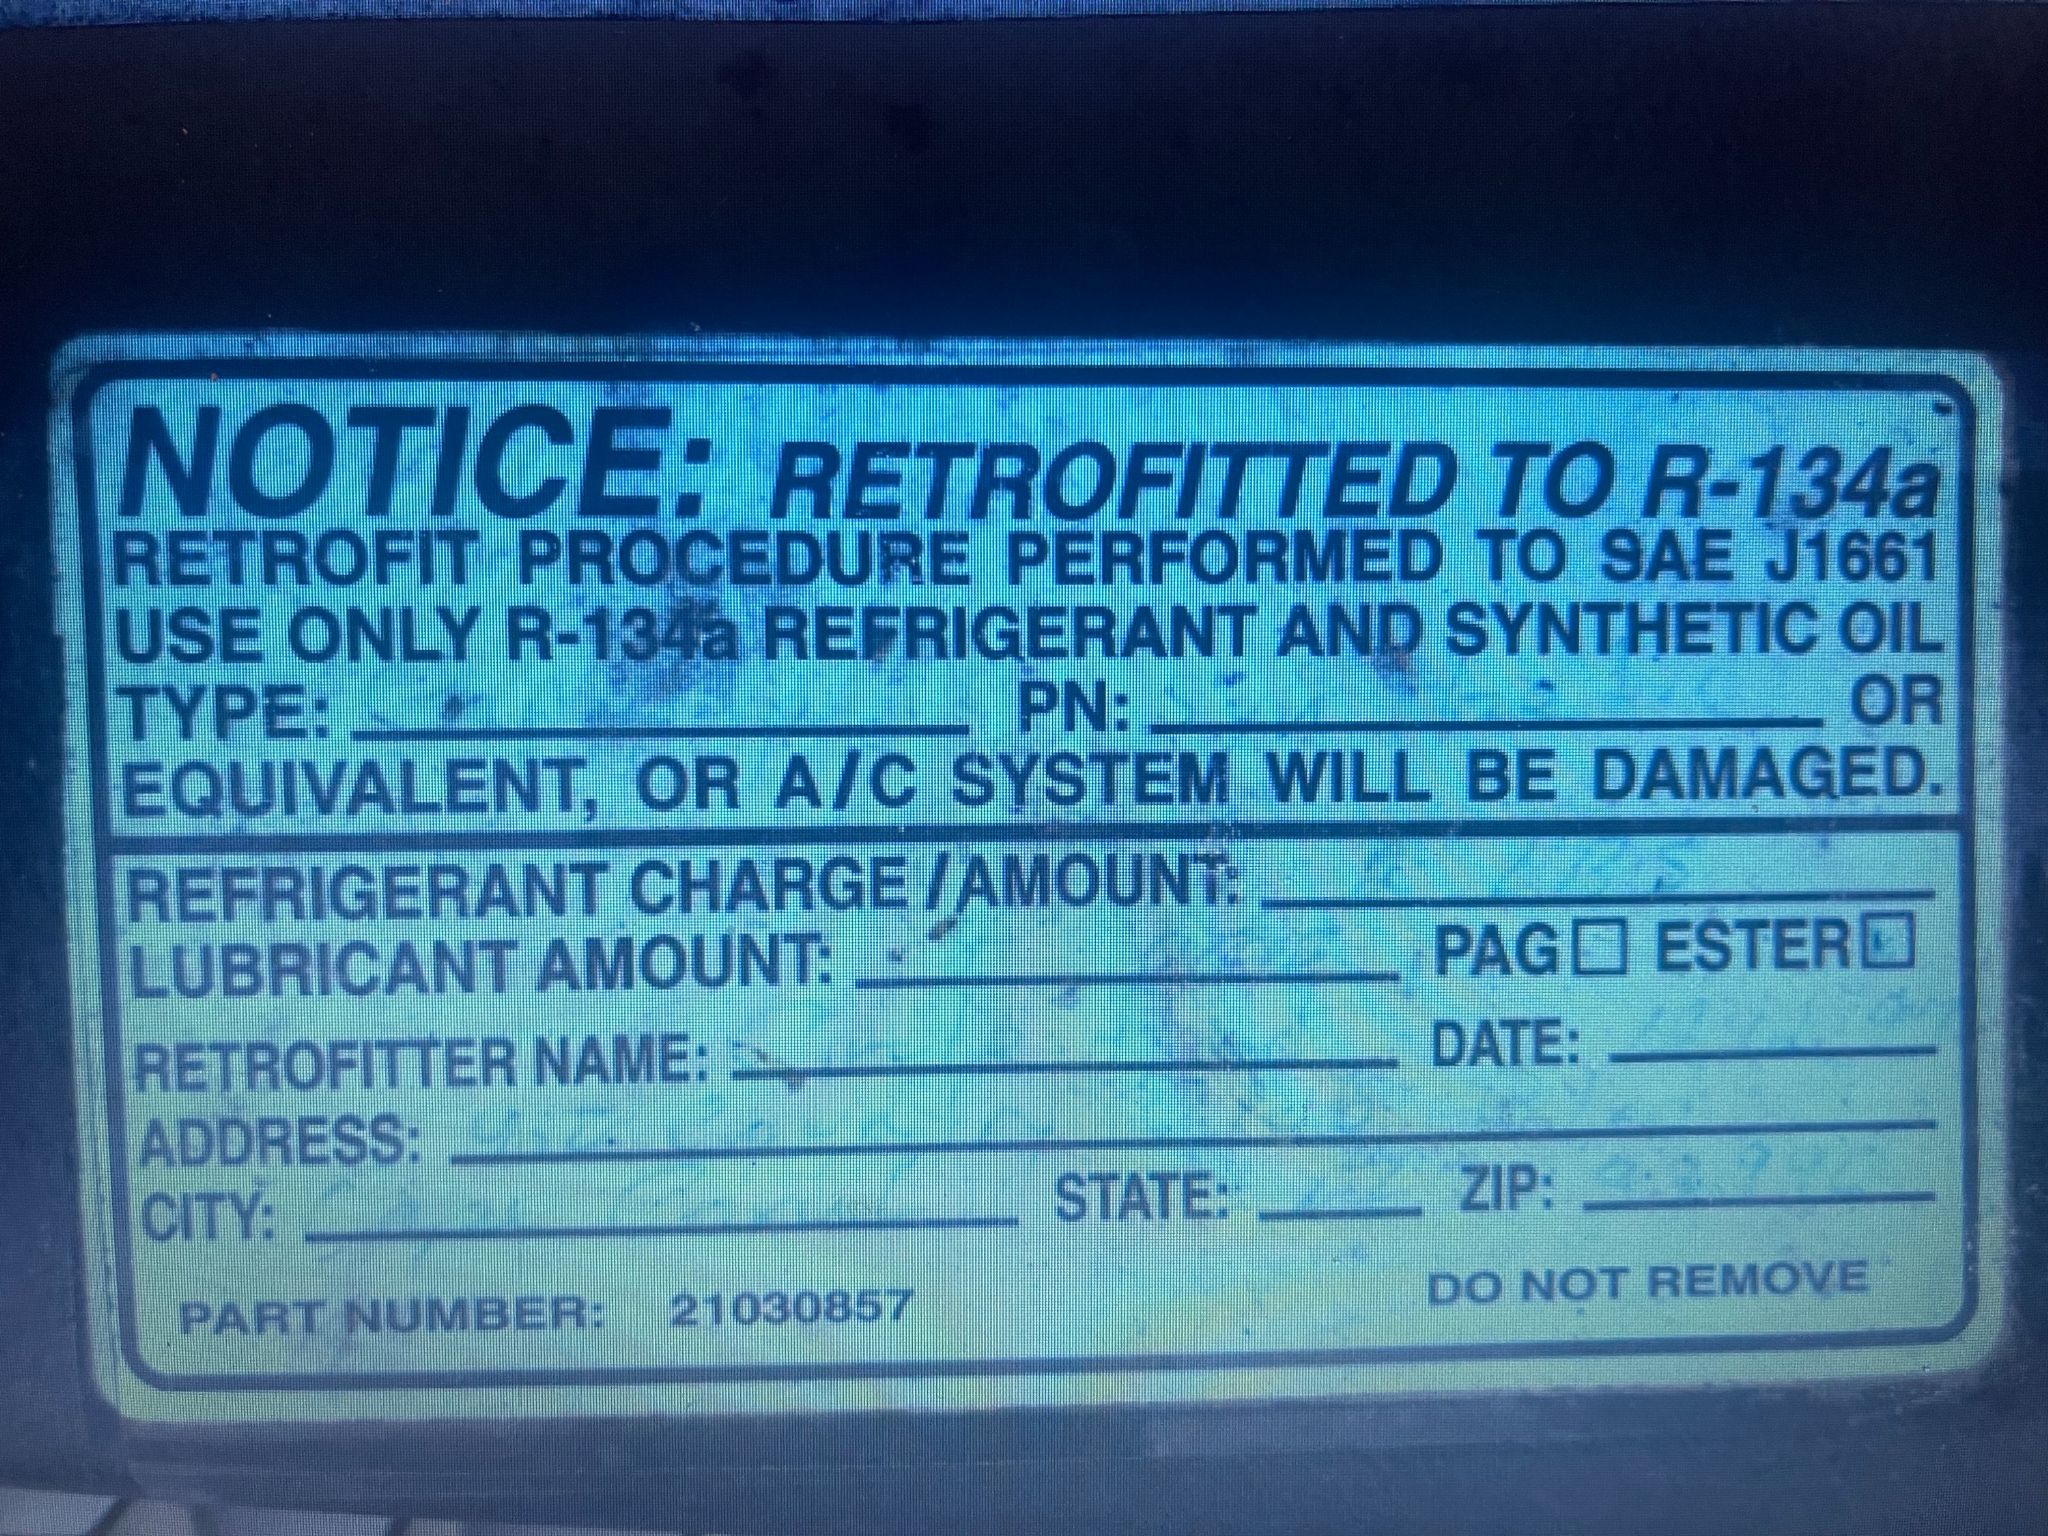 NOTICE: RETROFITTED TO R-134a
RETROFIT PROCEDURE PERFORMED TO SAE J1661
USE ONLY R-134a REFRIGERANT AND SYNTHETIC OIL
TYPE: PN: OR
EQUIVALENT, OR A/C SYSTEM WILL BE DAMAGED.
REFRIGERANT CHARGE/AMOUNT:
LUBRICANT AMOUNT: PAG ESTER
RETROFITTER NAME: DATE:
ADDRESS:
CITY: STATE: ZIP:
PART NUMBER: 21030857 DO NOT REMOVE